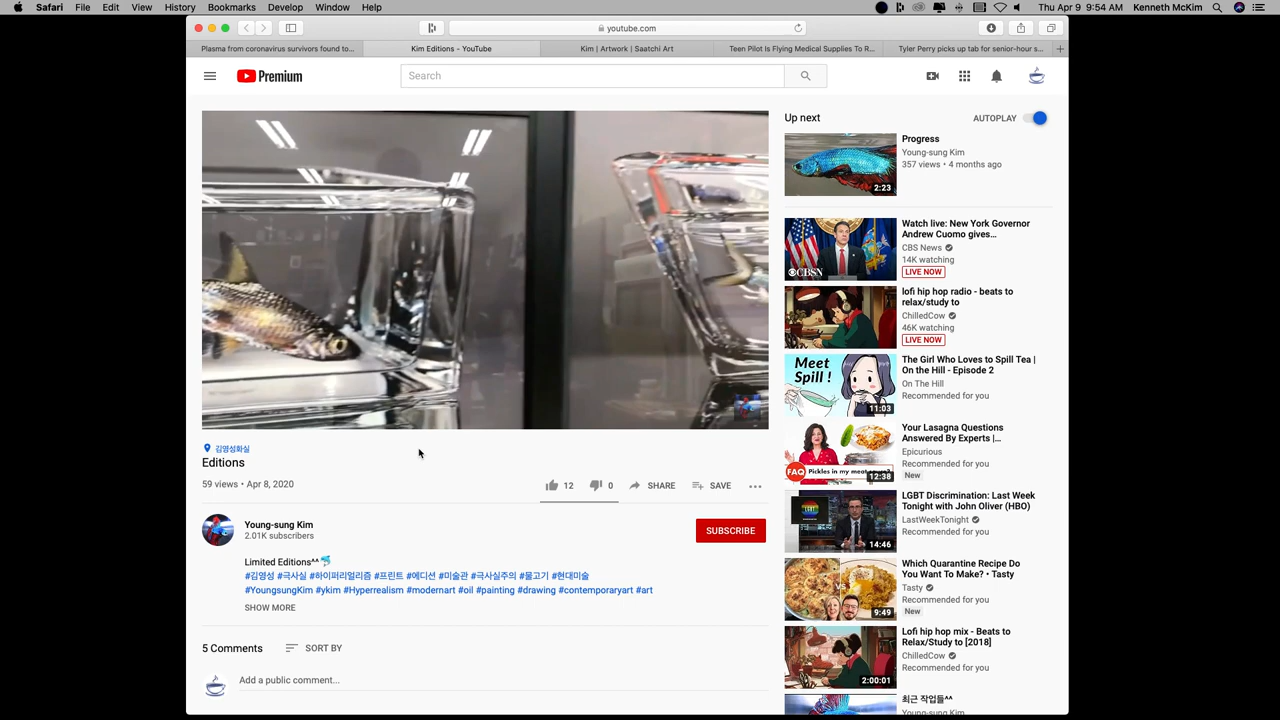 Safari File Edit View History Bookmarks Develop Window Help
Thu Apr 9 9:54 AM Kenneth McKim
youtube.com
Plasma from coronavirus survivors found to...
Kim Editions - YouTube
Kim | Artwork | Saatchi Art
Teen Pilot Is Flying Medical Supplies To R...
Tyler Perry picks up tab for senior-hour s...
Premium
Search
김영성화실
Editions
59 views • Apr 8, 2020
12 0 SHARE SAVE
Young-sung Kim
2.01K subscribers
SUBSCRIBE
Limited Editions^^
#김영성 #극사실 #하이퍼리얼리즘 #프린트 #에디션 #미술관 #극사실주의 #물고기 #현대미술
#YoungsungKim #ykim #Hyperrealism #modernart #oil #painting #drawing #contemporaryart #art
SHOW MORE
5 Comments SORT BY
Add a public comment...
Up next AUTOPLAY
2:23
Progress
Young-sung Kim
357 views • 4 months ago
CBSN
Watch live: New York Governor
Andrew Cuomo gives...
CBS News
14K watching
LIVE NOW
lofi hip hop radio - beats to
relax/study to
ChilledCow
46K watching
LIVE NOW
Meet
Spill !
11:03
The Girl Who Loves to Spill Tea |
On the Hill - Episode 2
On The Hill
Recommended for you
FAQ Pickles in my meat sauce?
12:38
Your Lasagna Questions
Answered By Experts |...
Epicurious
Recommended for you
New
14:46
LGBT Discrimination: Last Week
Tonight with John Oliver (HBO)
LastWeekTonight
Recommended for you
VS
9:49
Which Quarantine Recipe Do
You Want To Make? • Tasty
Tasty
Recommended for you
New
2:00:01
Lofi hip hop mix - Beats to
Relax/Study to [2018]
ChilledCow
Recommended for you
최근 작업들^^
Young-sung Kim